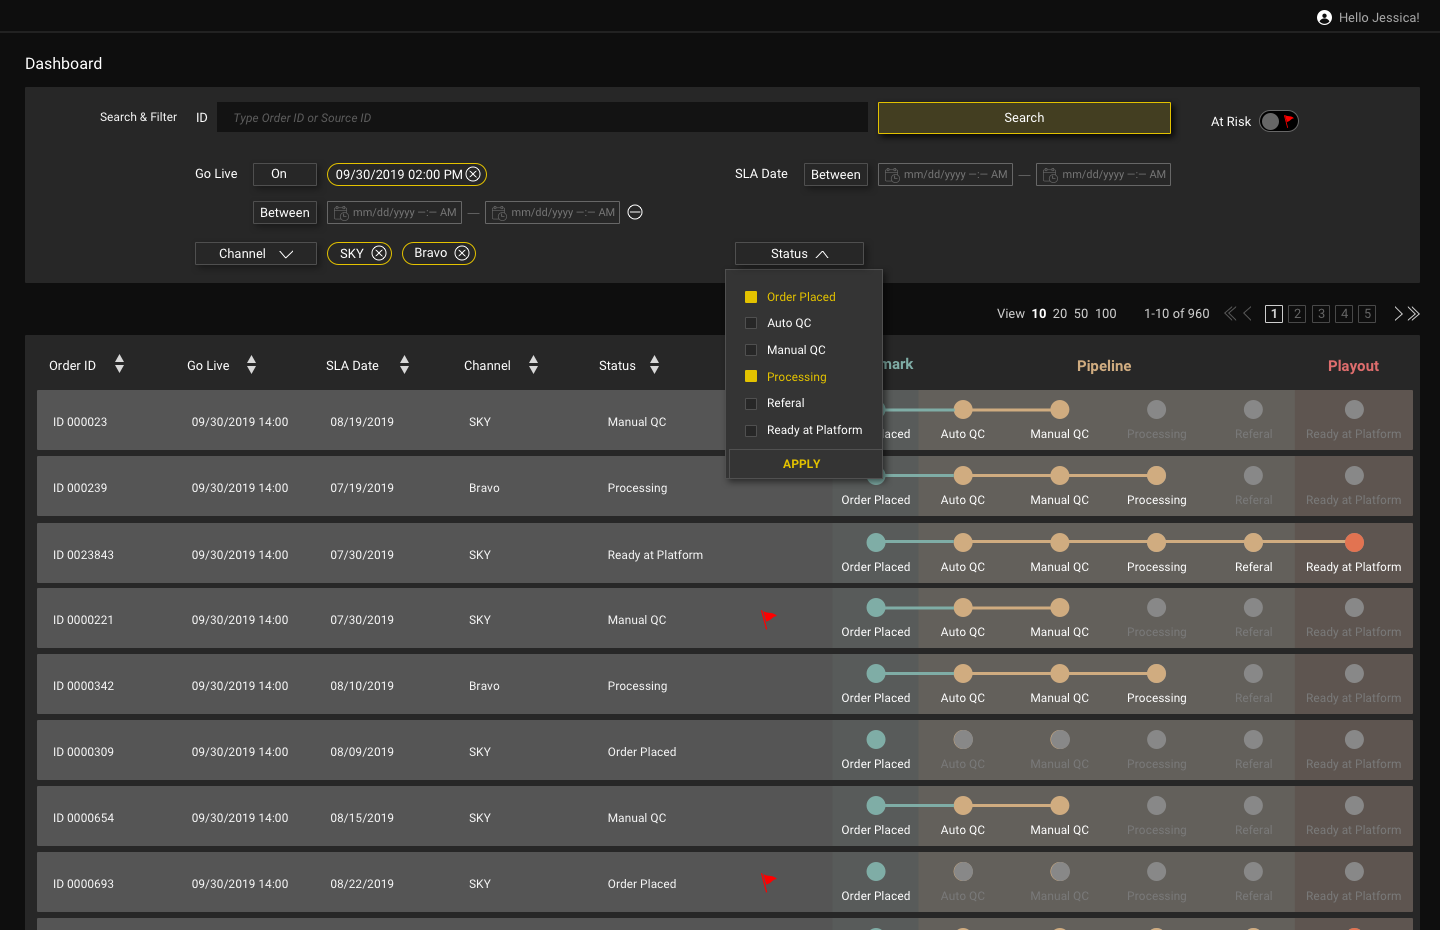 Hello Jessica!
Dashboard
Search & Filter ID Type Order ID or Source ID Search At Risk
Go Live On 09/30/2019 02:00 PM SLA Date Between mm/dd/yyyy –:– AM — mm/dd/yyyy –:– AM
Between mm/dd/yyyy –:– AM — mm/dd/yyyy –:– AM
Channel SKY Bravo Status
Order Placed
Auto QC
Manual QC
Processing
Referal
Ready at Platform
APPLY
View 10 20 50 100 1-10 of 960 1 2 3 4 5
Order ID Go Live SLA Date Channel Status mark Pipeline Playout
ID 000023 09/30/2019 14:00 08/19/2019 SKY Manual QC
aced Auto QC Manual QC Processing Referal Ready at Platform
ID 000239 09/30/2019 14:00 07/19/2019 Bravo Processing
Order Placed Auto QC Manual QC Processing Referal Ready at Platform
ID 0023843 09/30/2019 14:00 07/30/2019 SKY Ready at Platform
Order Placed Auto QC Manual QC Processing Referal Ready at Platform
ID 0000221 09/30/2019 14:00 07/30/2019 SKY Manual QC
Order Placed Auto QC Manual QC Processing Referal Ready at Platform
ID 0000342 09/30/2019 14:00 08/10/2019 Bravo Processing
Order Placed Auto QC Manual QC Processing Referal Ready at Platform
ID 0000309 09/30/2019 14:00 08/09/2019 SKY Order Placed
Order Placed Auto QC Manual QC Processing Referal Ready at Platform
ID 0000654 09/30/2019 14:00 08/15/2019 SKY Manual QC
Order Placed Auto QC Manual QC Processing Referal Ready at Platform
ID 0000693 09/30/2019 14:00 08/22/2019 SKY Order Placed
Order Placed Auto QC Manual QC Processing Referal Ready at Platform